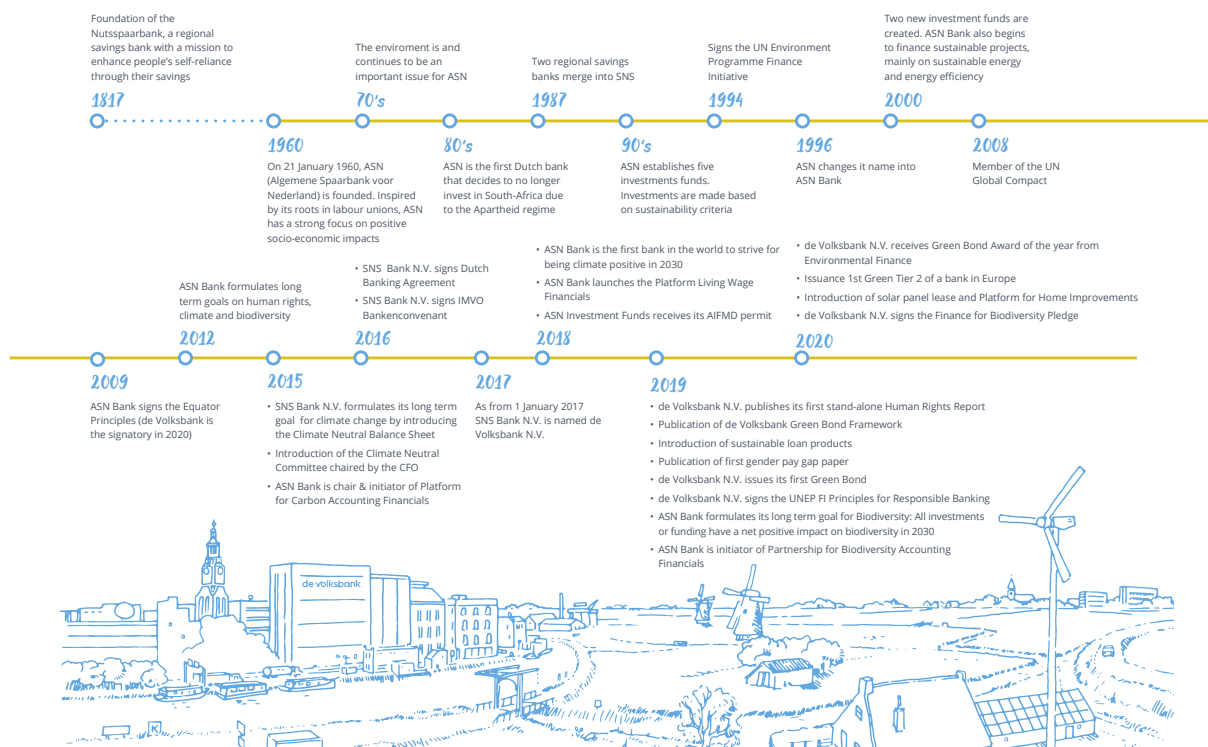 Foundation of the
Nutsspaarbank, a regional
savings bank with a mission to
enhance people's self-reliance
through their savings
1817
1960
On 21 January 1960, ASN
(Algemene Spaarbank voor
Nederland) is founded. Inspired
by its roots in labour unions, ASN
has a strong focus on positive
socio-economic impacts
The enviroment is and
continues to be an
important issue for ASN
70's
80's
ASN is the first Dutch bank
that decides to no longer
invest in South-Africa due
to the Apartheid regime
Two regional savings
banks merge into SNS
1987
90's
ASN establishes five
investments funds.
Investments are made based
on sustainability criteria
Signs the UN Environment
Programme Finance
Initiative
1994
1996
ASN changes it name into
ASN Bank
Two new investment funds are
created. ASN Bank also begins
to finance sustainable projects,
mainly on sustainable energy
and energy efficiency
2000
2008
Member of the UN
Global Compact
2009
ASN Bank signs the Equator
Principles (de Volksbank is
the signatory in 2020)
ASN Bank formulates long
term goals on human rights,
climate and biodiversity
2012
2015
• SNS Bank N.V. formulates its long term
goal for climate change by introducing
the Climate Neutral Balance Sheet
• Introduction of the Climate Neutral
Committee chaired by the CFO
• ASN Bank is chair & initiator of Platform
for Carbon Accounting Financials
• SNS Bank N.V. signs Dutch
Banking Agreement
• SNS Bank N.V. signs IMVO
Bankenconvenant
2016
2017
As from 1 January 2017
SNS Bank N.V. is named de
Volksbank N.V.
• ASN Bank is the first bank in the world to strive for
being climate positive in 2030
• ASN Bank launches the Platform Living Wage
Financials
• ASN Investment Funds receives its AIFMD permit
2018
2019
• de Volksbank N.V. publishes its first stand-alone Human Rights Report
• Publication of de Volksbank Green Bond Framework
• Introduction of sustainable loan products
• Publication of first gender pay gap paper
• de Volksbank N.V. issues its first Green Bond
• de Volksbank N.V. signs the UNEP FI Principles for Responsible Banking
• ASN Bank formulates its long term goal for Biodiversity: All investments
or funding have a net positive impact on biodiversity in 2030
• ASN Bank is initiator of Partnership for Biodiversity Accounting
Financials
• de Volksbank N.V. receives Green Bond Award of the year from
Environmental Finance
• Issuance 1st Green Tier 2 of a bank in Europe
• Introduction of solar panel lease and Platform for Home Improvements
• de Volksbank N.V. signs the Finance for Biodiversity Pledge
2020
de volksbank